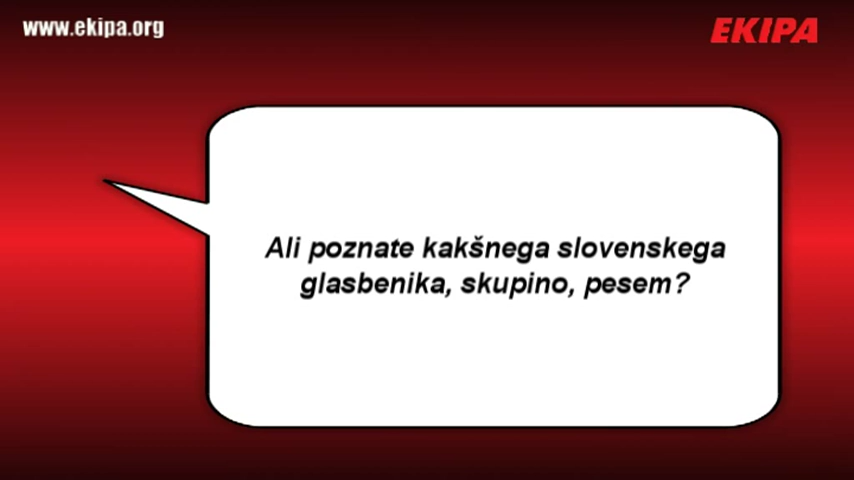 www.ekipa.org
EKIPA
Ali poznate kakšnega slovenskega
glasbenika, skupino, pesem?